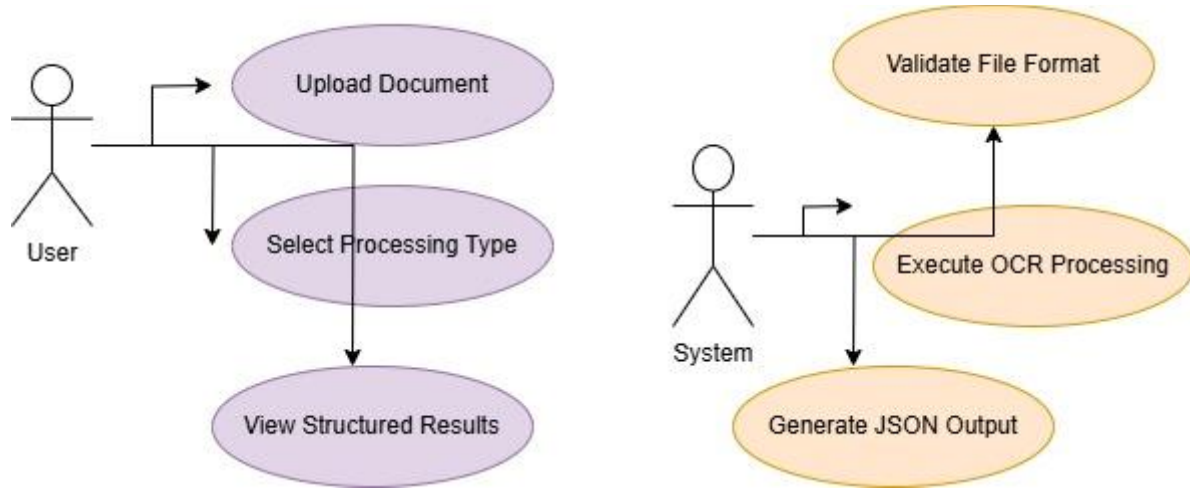 Upload Document
Validate File Format
User
Select Processing Type
System
Execute OCR Processing
View Structured Results
Generate JSON Output